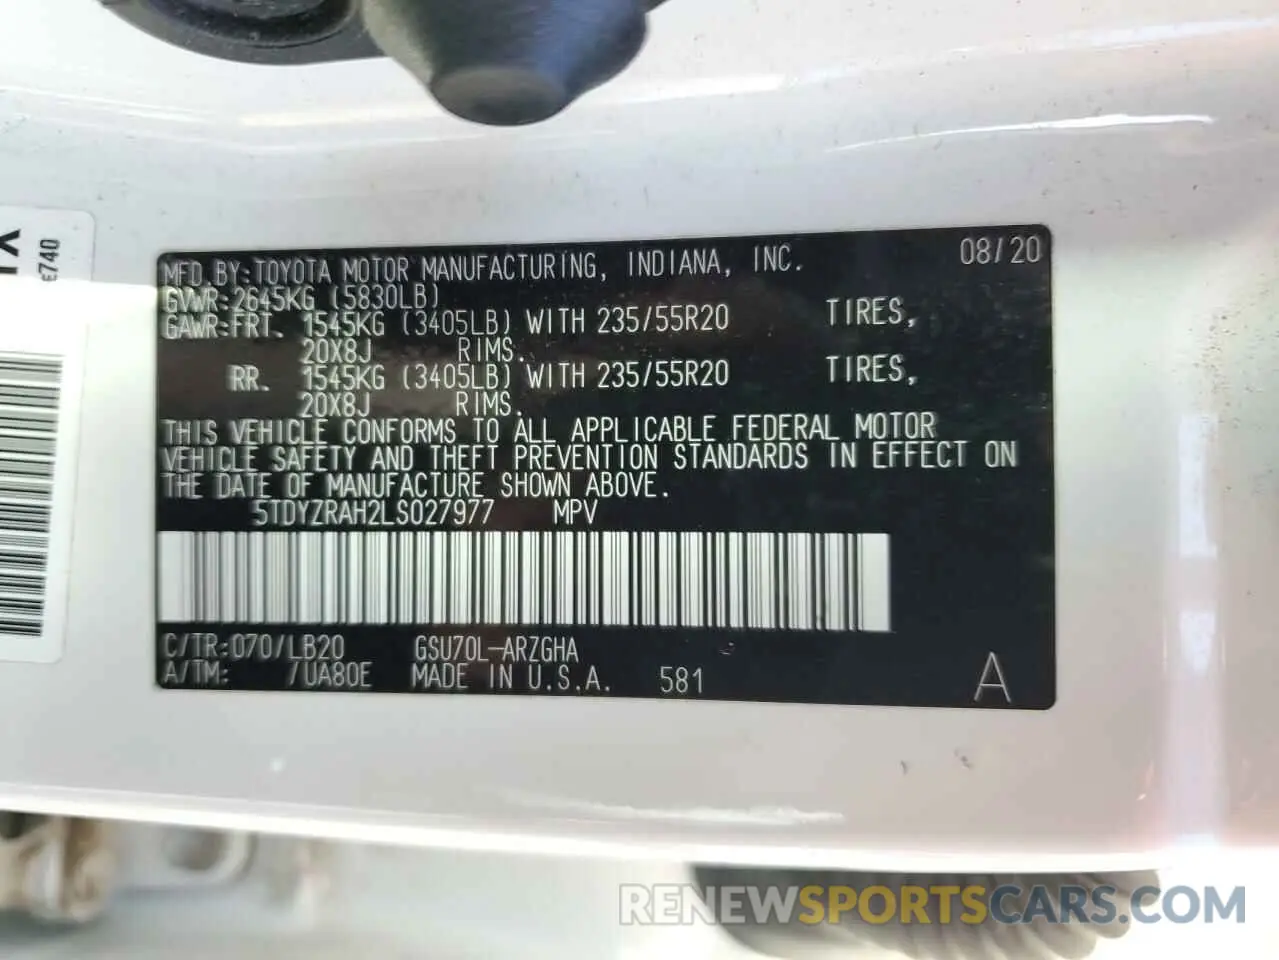 MFD.BY:TOYOTA MOTOR MANUFACTURING, INDIANA, INC. 08/20
GVWR:2645KG (5830LB)
GAWR:FRT. 1545KG (3405LB) WITH 235/55R20 TIRES,
20X8J RIMS.
RR. 1545KG (3405LB) WITH 235/55R20 TIRES,
20X8J RIMS.
THIS VEHICLE CONFORMS TO ALL APPLICABLE FEDERAL MOTOR
VEHICLE SAFETY AND THEFT PREVENTION STANDARDS IN EFFECT ON
THE DATE OF MANUFACTURE SHOWN ABOVE.
5TDYZRAH2LS027977 MPV
C/TR:070/LB20 GSU70L-ARZGHA
A/TM: /UA80E MADE IN U.S.A. 581 A
RENEWSPORTSCARS.COM